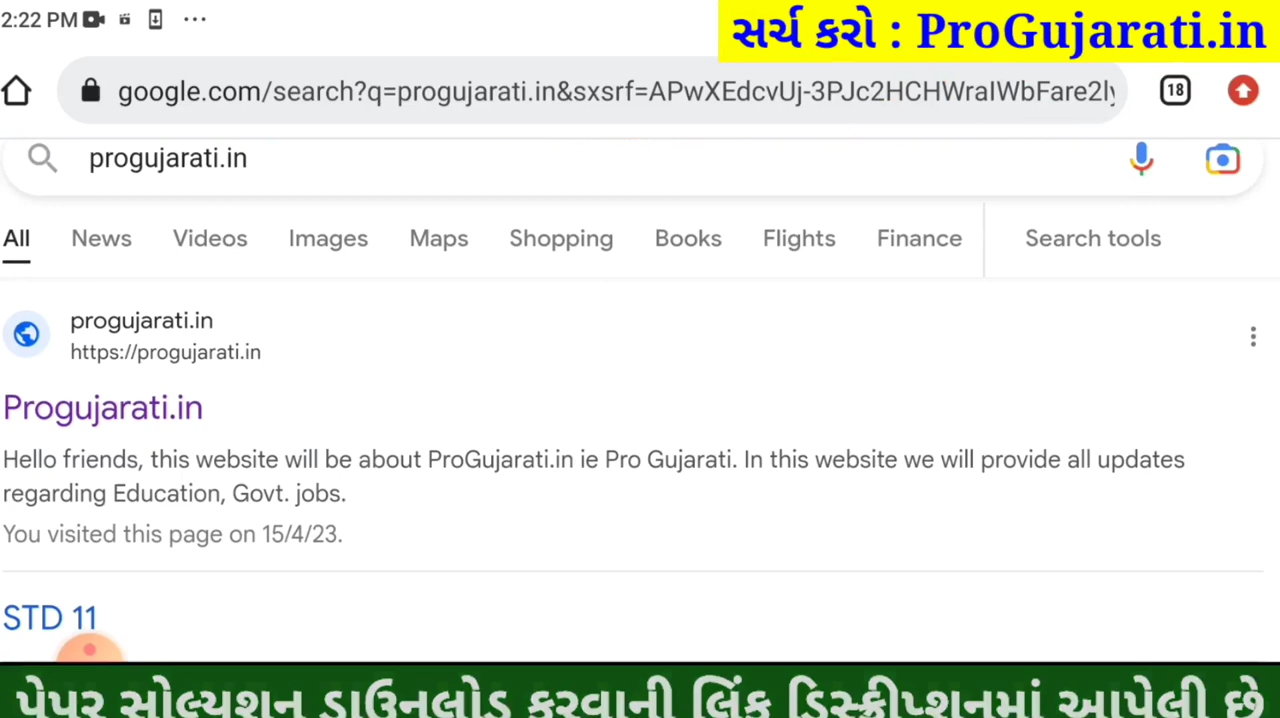 2:22 PM
સર્ચ કરો : ProGujarati.in
google.com/search?q=progujarati.in&sxsrf=APwXEdcvUj-3PJc2HCHWraIWbFare2ly
18
progujarati.in
All News Videos Images Maps Shopping Books Flights Finance Search tools
progujarati.in
https://progujarati.in
Progujarati.in
Hello friends, this website will be about ProGujarati.in ie Pro Gujarati. In this website we will provide all updates
regarding Education, Govt. jobs.
You visited this page on 15/4/23.
STD 11
પેપર સોલ્યશન ડાઉનલોડ કરવાની લિંક ડિસ્ક્રીપ્શનમાં આપેલી છે